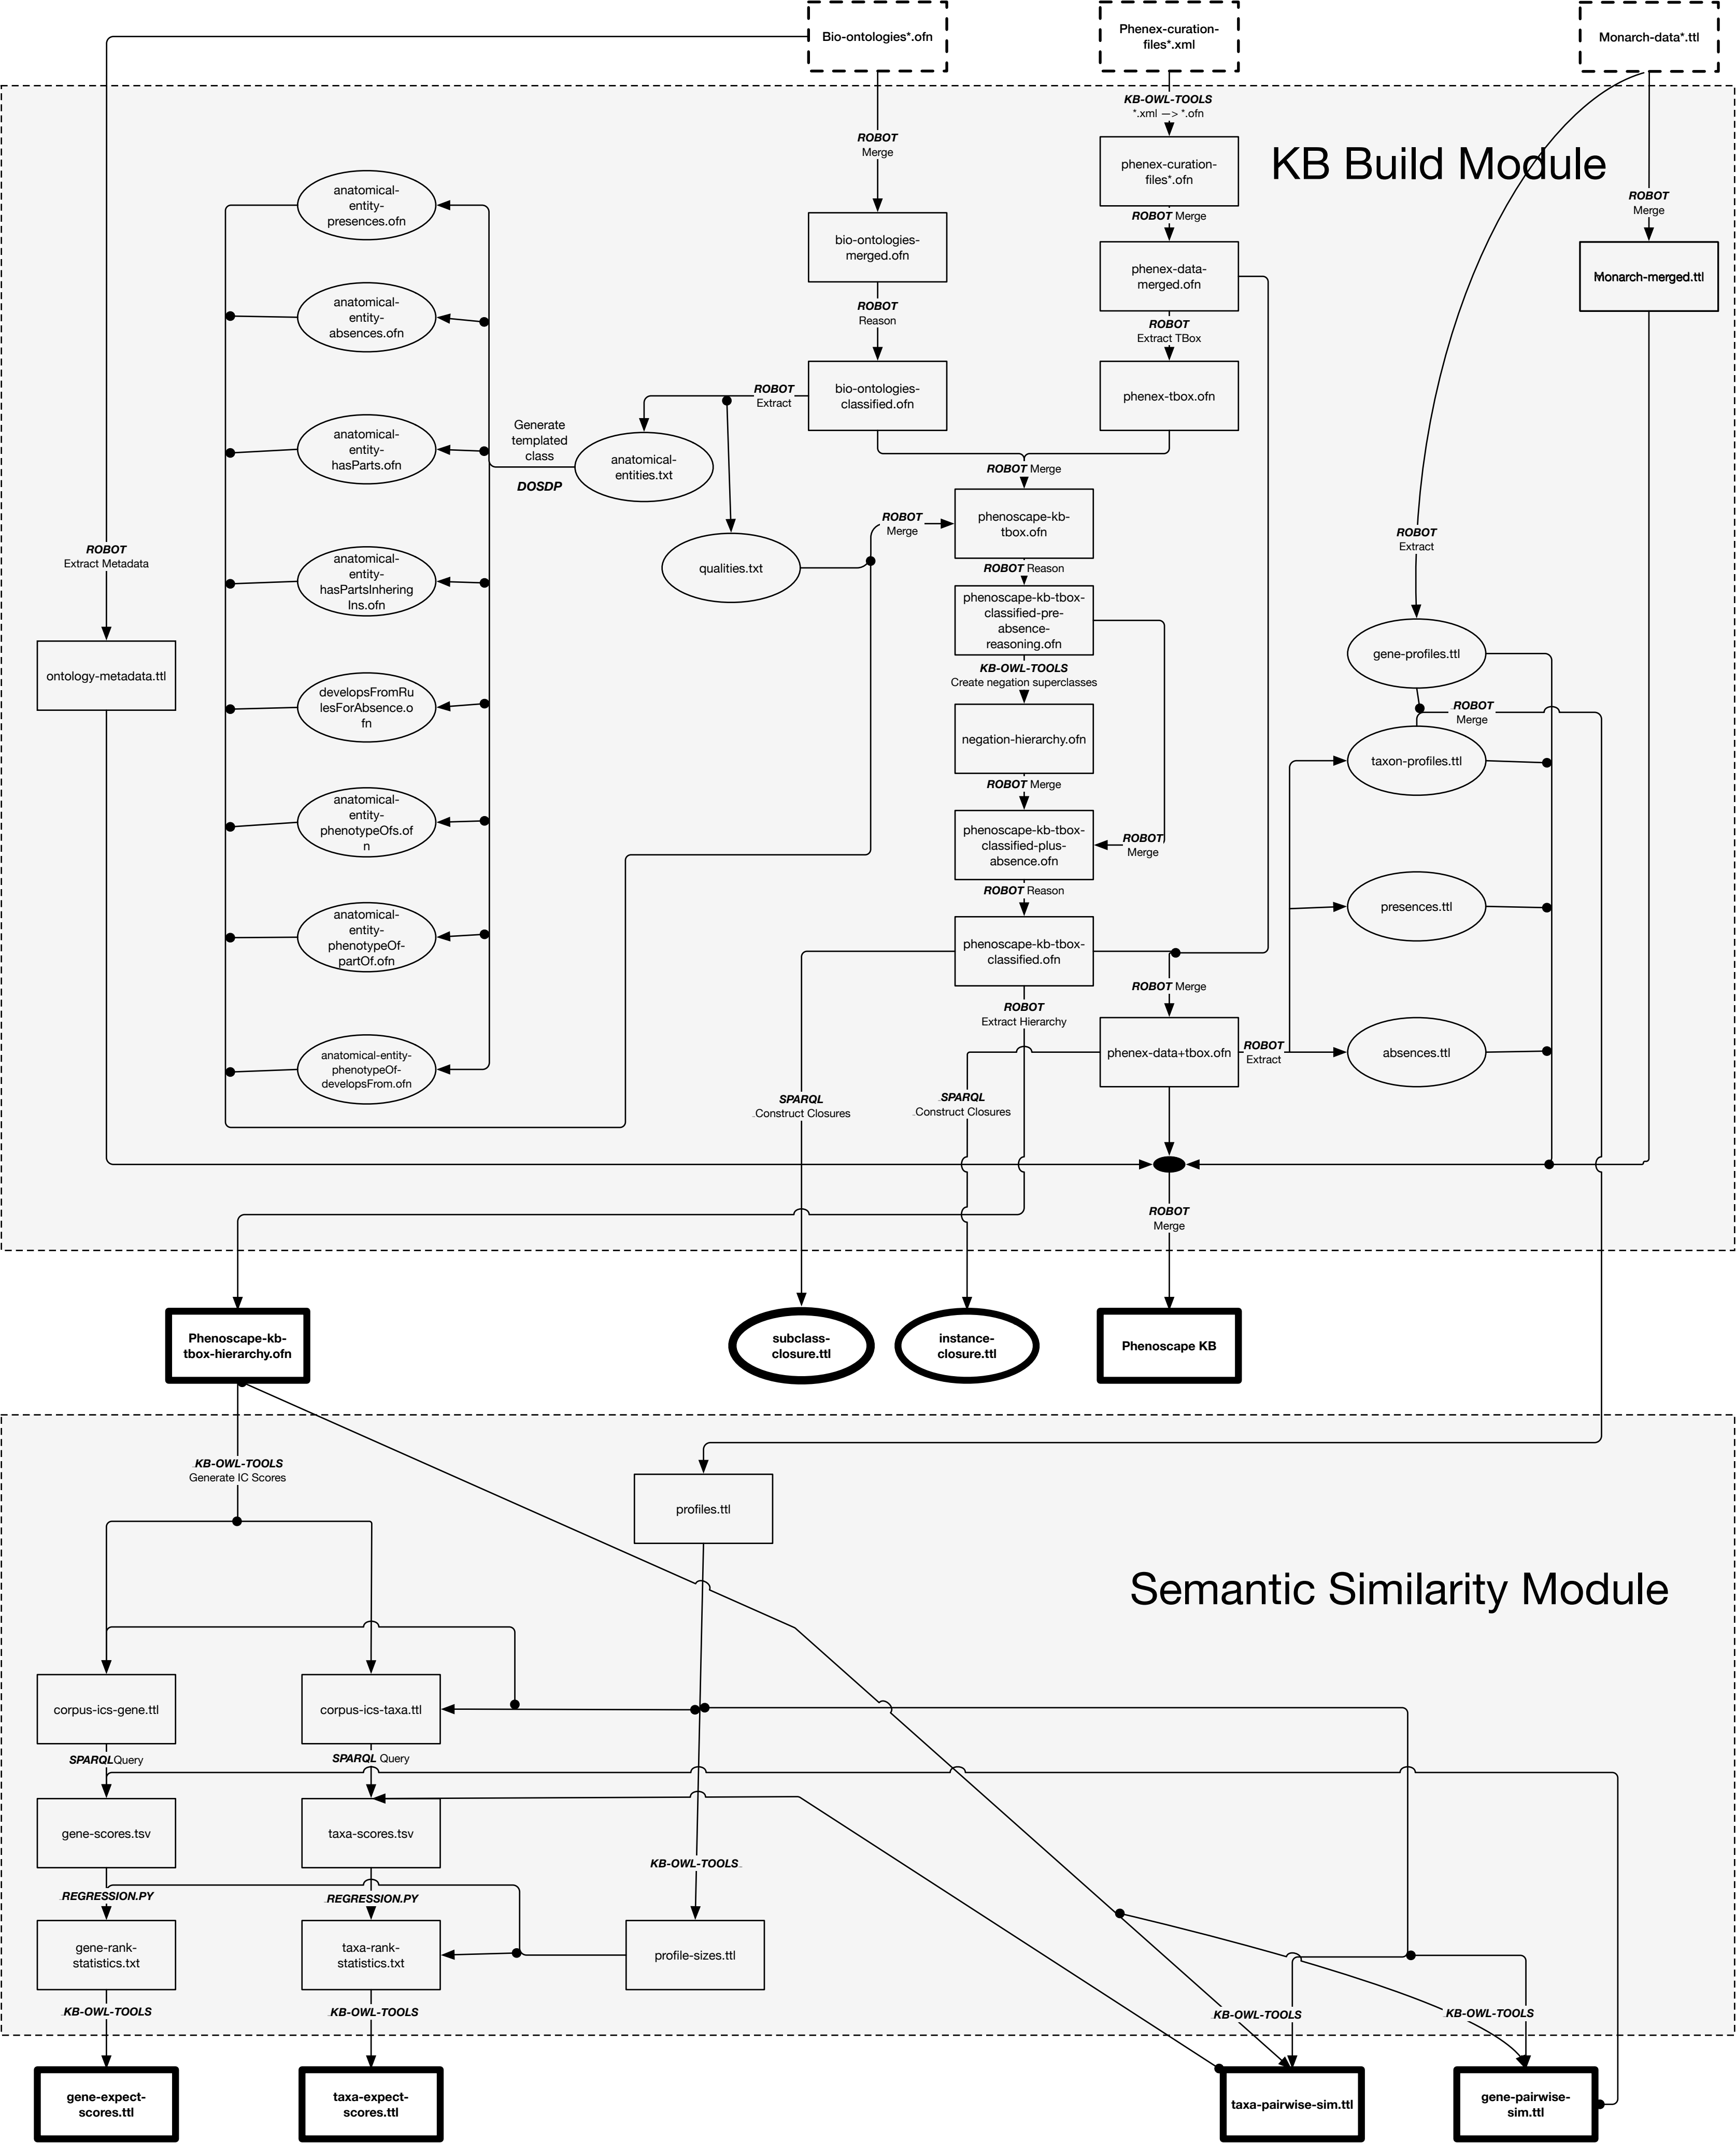 Bio-ontologies*.ofn
Phenex-curation-
files*.xml
Monarch-data*.ttl
KB-OWL-TOOLS
*.xml —> *.ofn
KB Build Module
ROBOT
Merge
phenex-curation-
files*.ofn
ROBOT Merge
ROBOT
Merge
anatomical-
entity-
presences.ofn
bio-ontologies-
merged.ofn
phenex-data-
merged.ofn
Monarch-merged.ttl
anatomical-
entity-
absences.ofn
ROBOT
Reason
ROBOT
Extract TBox
bio-ontologies-
classified.ofn
phenex-tbox.ofn
ROBOT
Extract
Generate
templated
class
DOSDP
anatomical-
entity-
hasParts.ofn
anatomical-
entities.txt
ROBOT Merge
ROBOT
Merge
phenoscape-kb-
tbox.ofn
ROBOT
Extract
ROBOT
Extract Metadata
qualities.txt
ROBOT Reason
anatomical-
entity-
hasPartsInhering
Ins.ofn
phenoscape-kb-tbox-
classified-pre-
absence-
reasoning.ofn
gene-profiles.ttl
ontology-metadata.ttl
KB-OWL-TOOLS
Create negation superclasses
developsFromRu
lesForAbsence.o
fn
ROBOT
Merge
negation-hierarchy.ofn
taxon-profiles.ttl
ROBOT Merge
anatomical-
entity-
phenotypeOfs.of
n
phenoscape-kb-tbox-
classified-plus-
absence.ofn
ROBOT
Merge
ROBOT Reason
presences.ttl
anatomical-
entity-
phenotypeOf-
partOf.ofn
phenoscape-kb-tbox-
classified.ofn
ROBOT Merge
ROBOT
Extract Hierarchy
anatomical-entity-
phenotypeOf-
developsFrom.ofn
phenex-data+tbox.ofn
ROBOT
Extract
absences.ttl
SPARQL
Construct Closures
SPARQL
Construct Closures
ROBOT
Merge
Phenoscape-kb-
tbox-hierarchy.ofn
subclass-
closure.ttl
instance-
closure.ttl
Phenoscape KB
KB-OWL-TOOLS
Generate IC Scores
profiles.ttl
Semantic Similarity Module
corpus-ics-gene.ttl
corpus-ics-taxa.ttl
SPARQLQuery
SPARQL Query
gene-scores.tsv
taxa-scores.tsv
KB-OWL-TOOLS
REGRESSION.PY
REGRESSION.PY
gene-rank-
statistics.txt
taxa-rank-
statistics.txt
profile-sizes.ttl
KB-OWL-TOOLS
KB-OWL-TOOLS
KB-OWL-TOOLS
KB-OWL-TOOLS
gene-expect-
scores.ttl
taxa-expect-
scores.ttl
taxa-pairwise-sim.ttl
gene-pairwise-
sim.ttl